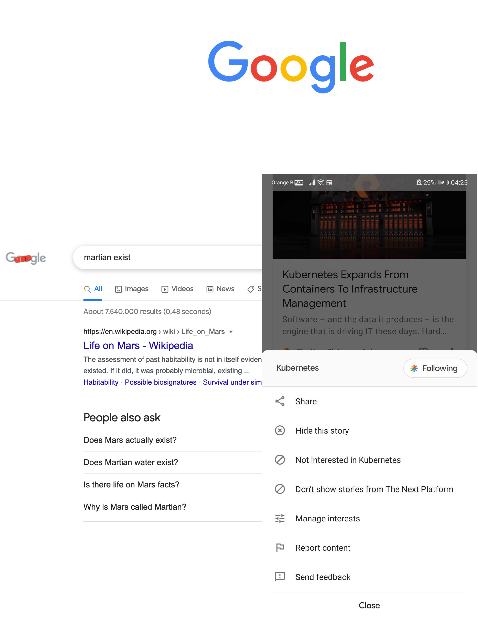 Google
Google
martian exist
All Images Videos News S
About 7,640,000 results (0.48 seconds)
https://en.wikipedia.org › wiki › Life_on_Mars
Life on Mars - Wikipedia
The assessment of past habitability is not in itself eviden
existed. If it did, it was probably microbial, existing ...
Habitability · Possible biosignatures · Survival under sim
People also ask
Does Mars actually exist?
Does Martian water exist?
Is there life on Mars facts?
Why is Mars called Martian?
Orange B
29% 04:23
Kubernetes Expands From
Containers To Infrastructure
Management
Software – and the data it produces – is the
engine that is driving IT these days. Hard...
Kubernetes Following
Share
Hide this story
Not interested in Kubernetes
Don't show stories from The Next Platform
Manage interests
Report content
Send feedback
Close